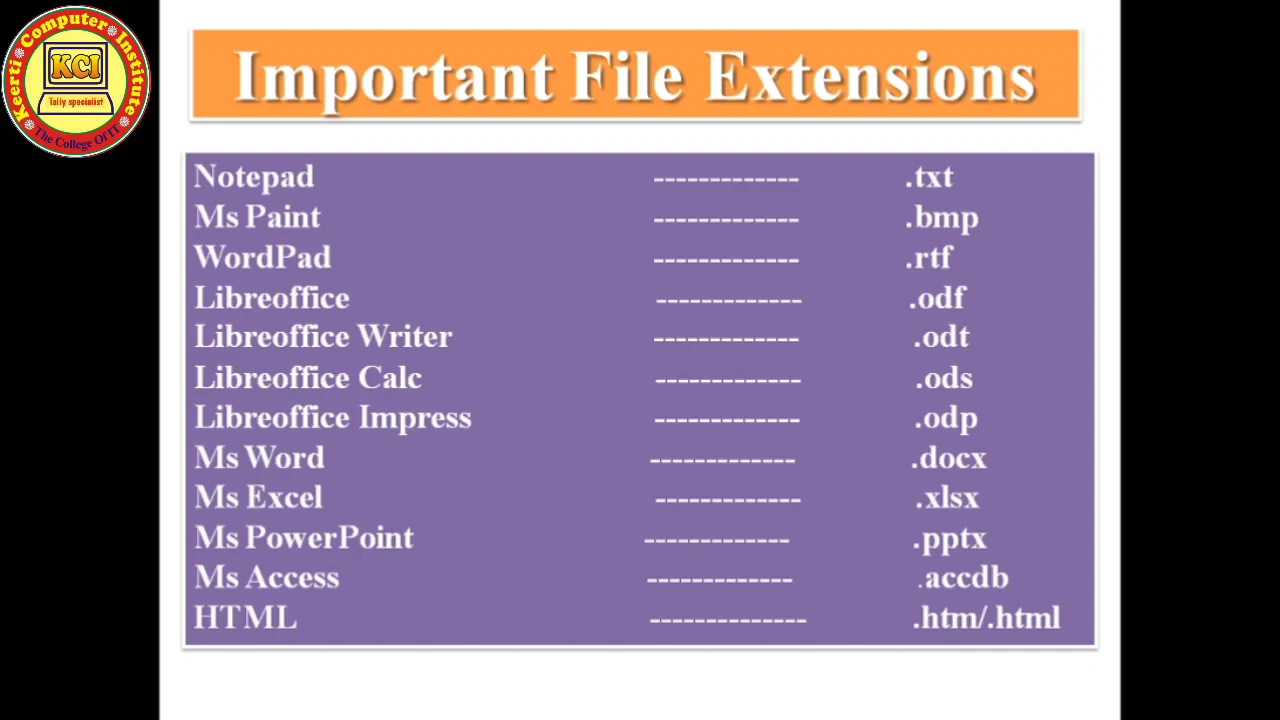 Keerti Computer Institute
KCI
Tally specialist
The College Of IT
Important File Extensions
Notepad ------------- .txt
Ms Paint ------------- .bmp
WordPad ------------- .rtf
Libreoffice ------------- .odf
Libreoffice Writer ------------- .odt
Libreoffice Calc ------------- .ods
Libreoffice Impress ------------- .odp
Ms Word ------------- .docx
Ms Excel ------------- .xlsx
Ms PowerPoint ------------- .pptx
Ms Access ------------- .accdb
HTML -------------- .htm/.html